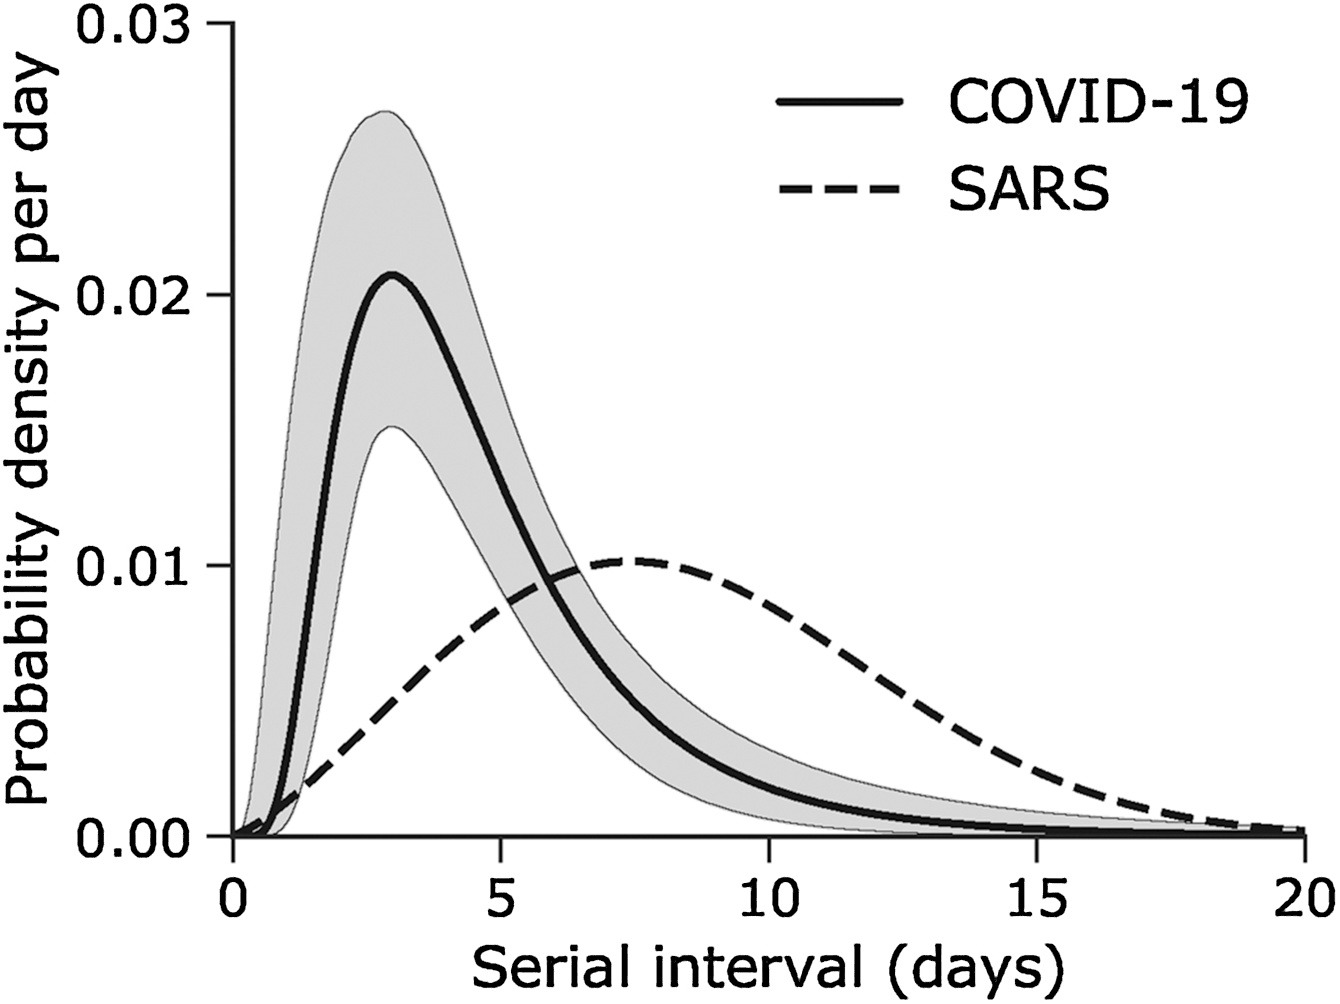 Probability density per day
0.03
0.02
0.01
0.00
COVID-19
SARS
0 5 10 15 20
Serial interval (days)